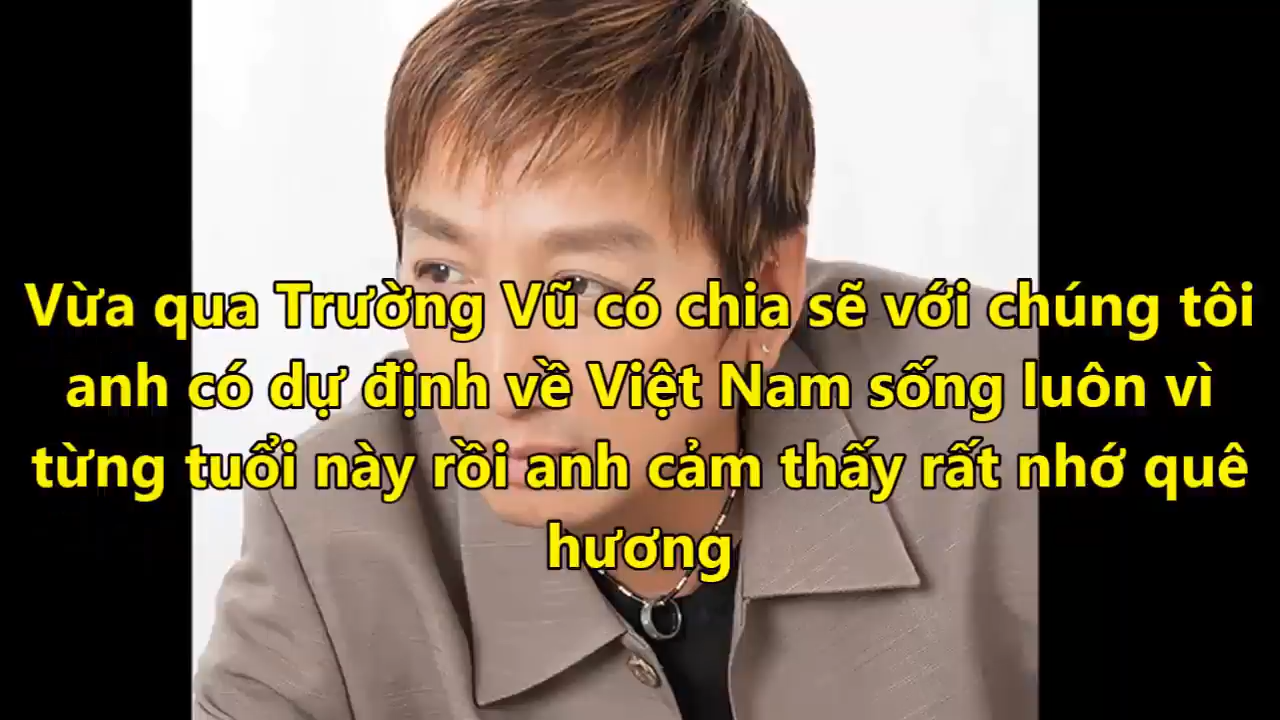 Vừa qua Trường Vũ có chia sẽ với chúng tôi
anh có dự định về Việt Nam sống luôn vì
từng tuổi này rồi anh cảm thấy rất nhớ quê
hương